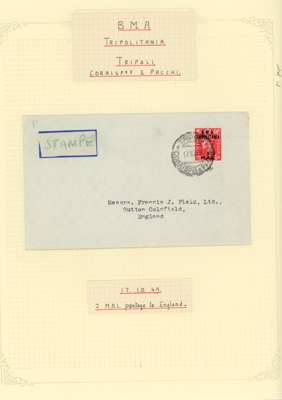 B M A
TRIPOLITANIA
TRIPOLI
CORRISPZE & PACCHI.
STAMPE
Messrs. Francis J. Field, Ltd.,
Sutton Coldfield,
England
17. 10. 49.
2 MAL postage to England.